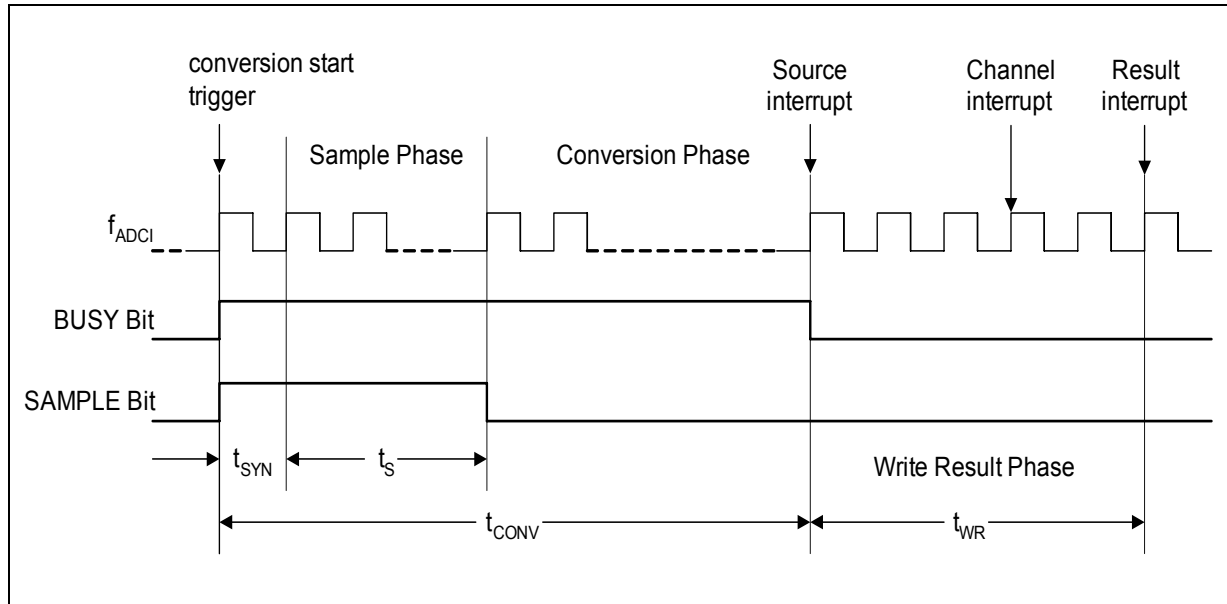 conversion start
trigger
Source
interrupt
Channel
interrupt
Result
interrupt
Sample Phase
Conversion Phase
fADCI
BUSY Bit
SAMPLE Bit
tSYN
tS
Write Result Phase
tCONV
tWR